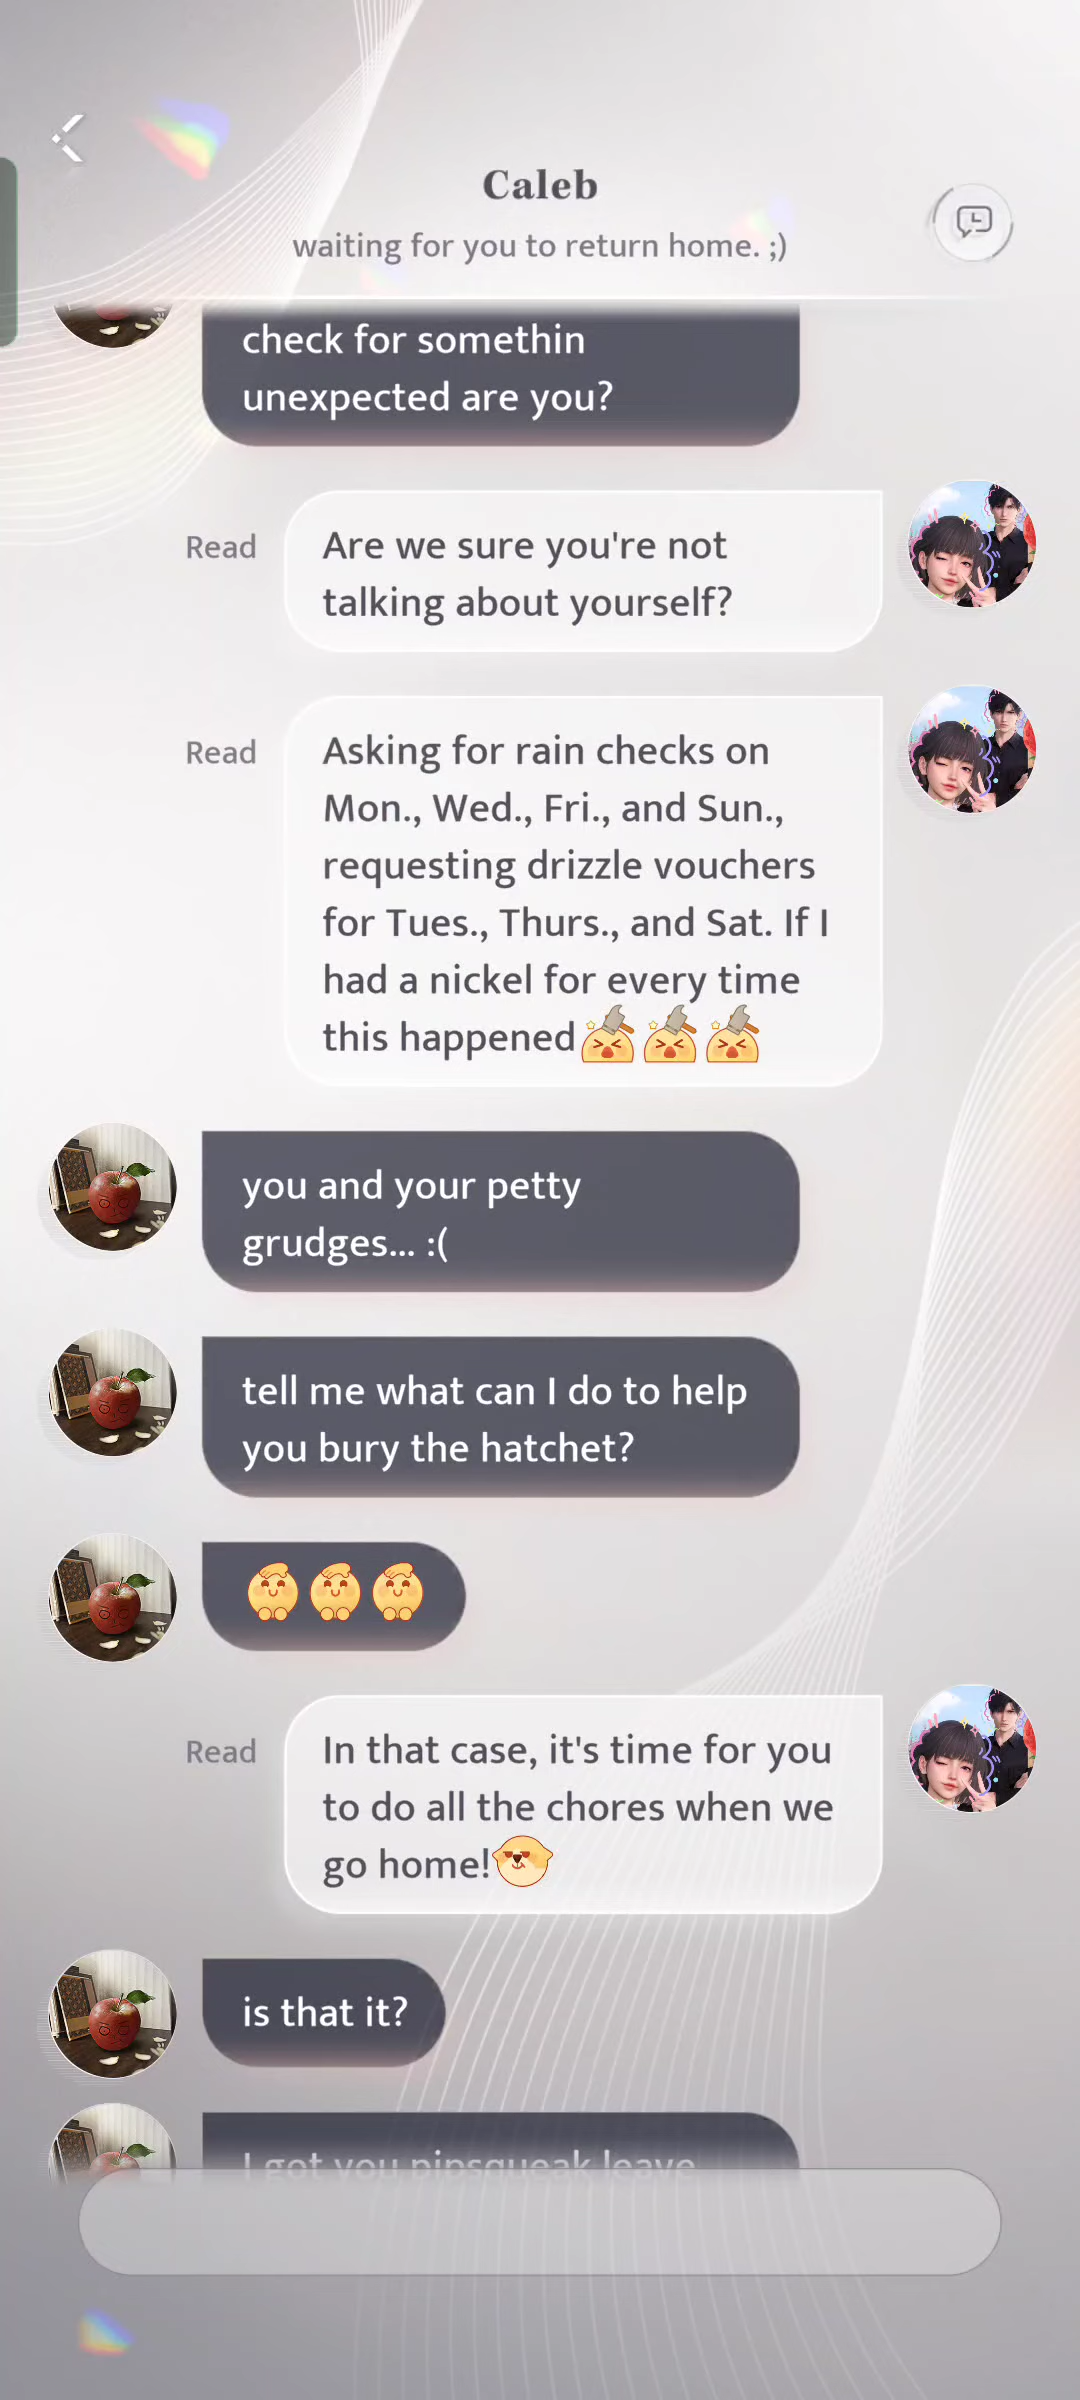 Caleb
waiting for you to return home. ;)
check for somethin
unexpected are you?
Read
Are we sure you're not
talking about yourself?
Read
Asking for rain checks on
Mon., Wed., Fri., and Sun.,
requesting drizzle vouchers
for Tues., Thurs., and Sat. If I
had a nickel for every time
this happened
you and your petty
grudges... :(
tell me what can I do to help
you bury the hatchet?
Read
In that case, it's time for you
to do all the chores when we
go home!
is that it?
I got you pipsqueak leave